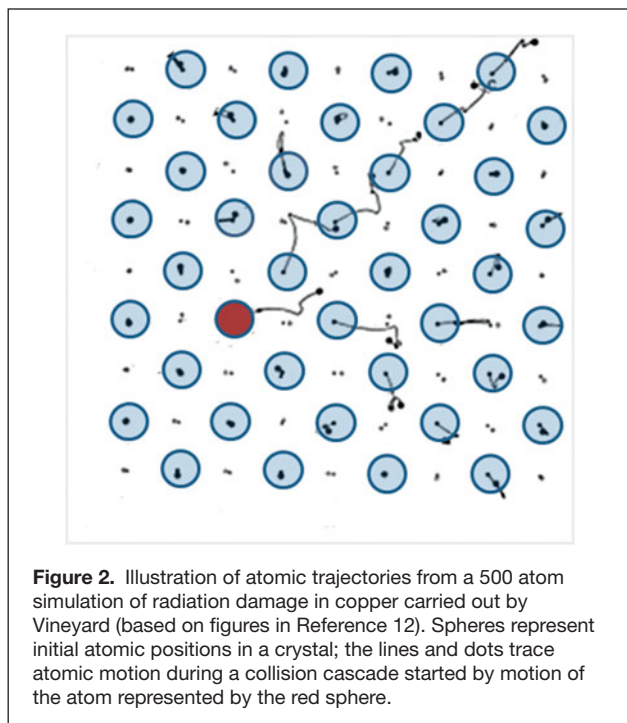 Figure 2. Illustration of atomic trajectories from a 500 atom
simulation of radiation damage in copper carried out by
Vineyard (based on figures in Reference 12). Spheres represent
initial atomic positions in a crystal; the lines and dots trace
atomic motion during a collision cascade started by motion of
the atom represented by the red sphere.